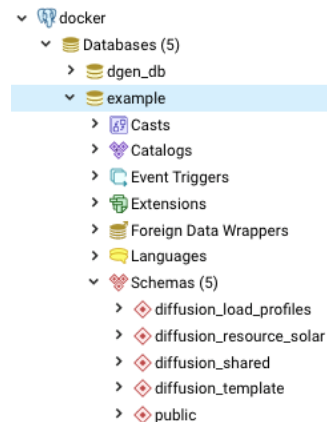 docker
Databases (5)
dgen_db
example
Casts
Catalogs
Event Triggers
Extensions
Foreign Data Wrappers
Languages
Schemas (5)
diffusion_load_profiles
diffusion_resource_solar
diffusion_shared
diffusion_template
public